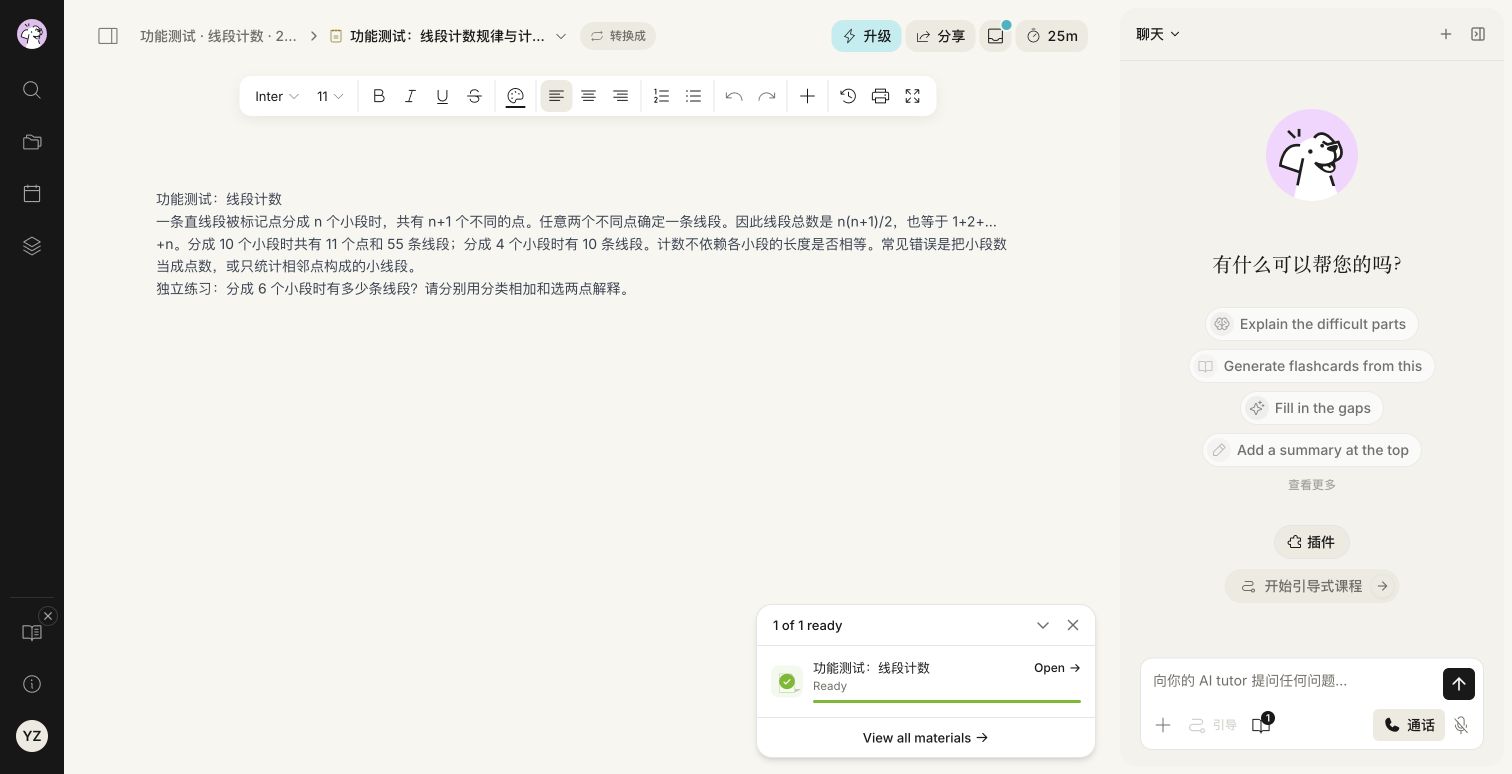 功能测试 · 线段计数 · 2...
功能测试：线段计数规律与计...
转换成
升级
分享
25m
聊天
Inter
11
功能测试：线段计数
一条直线段被标记点分成 n 个小段时，共有 n+1 个不同的点。任意两个不同点确定一条线段。因此线段总数是 n(n+1)/2，也等于 1+2+...
+n。分成 10 个小段时共有 11 个点和 55 条线段；分成 4 个小段时有 10 条线段。计数不依赖各小段的长度是否相等。常见错误是把小段数
当成点数，或只统计相邻点构成的小线段。
独立练习：分成 6 个小段时有多少条线段？请分别用分类相加和选两点解释。
有什么可以帮您的吗?
Explain the difficult parts
Generate flashcards from this
Fill in the gaps
Add a summary at the top
查看更多
插件
开始引导式课程
1 of 1 ready
功能测试：线段计数
Open
Ready
View all materials
向你的 AI tutor 提问任何问题...
引导
1
通话
YZ